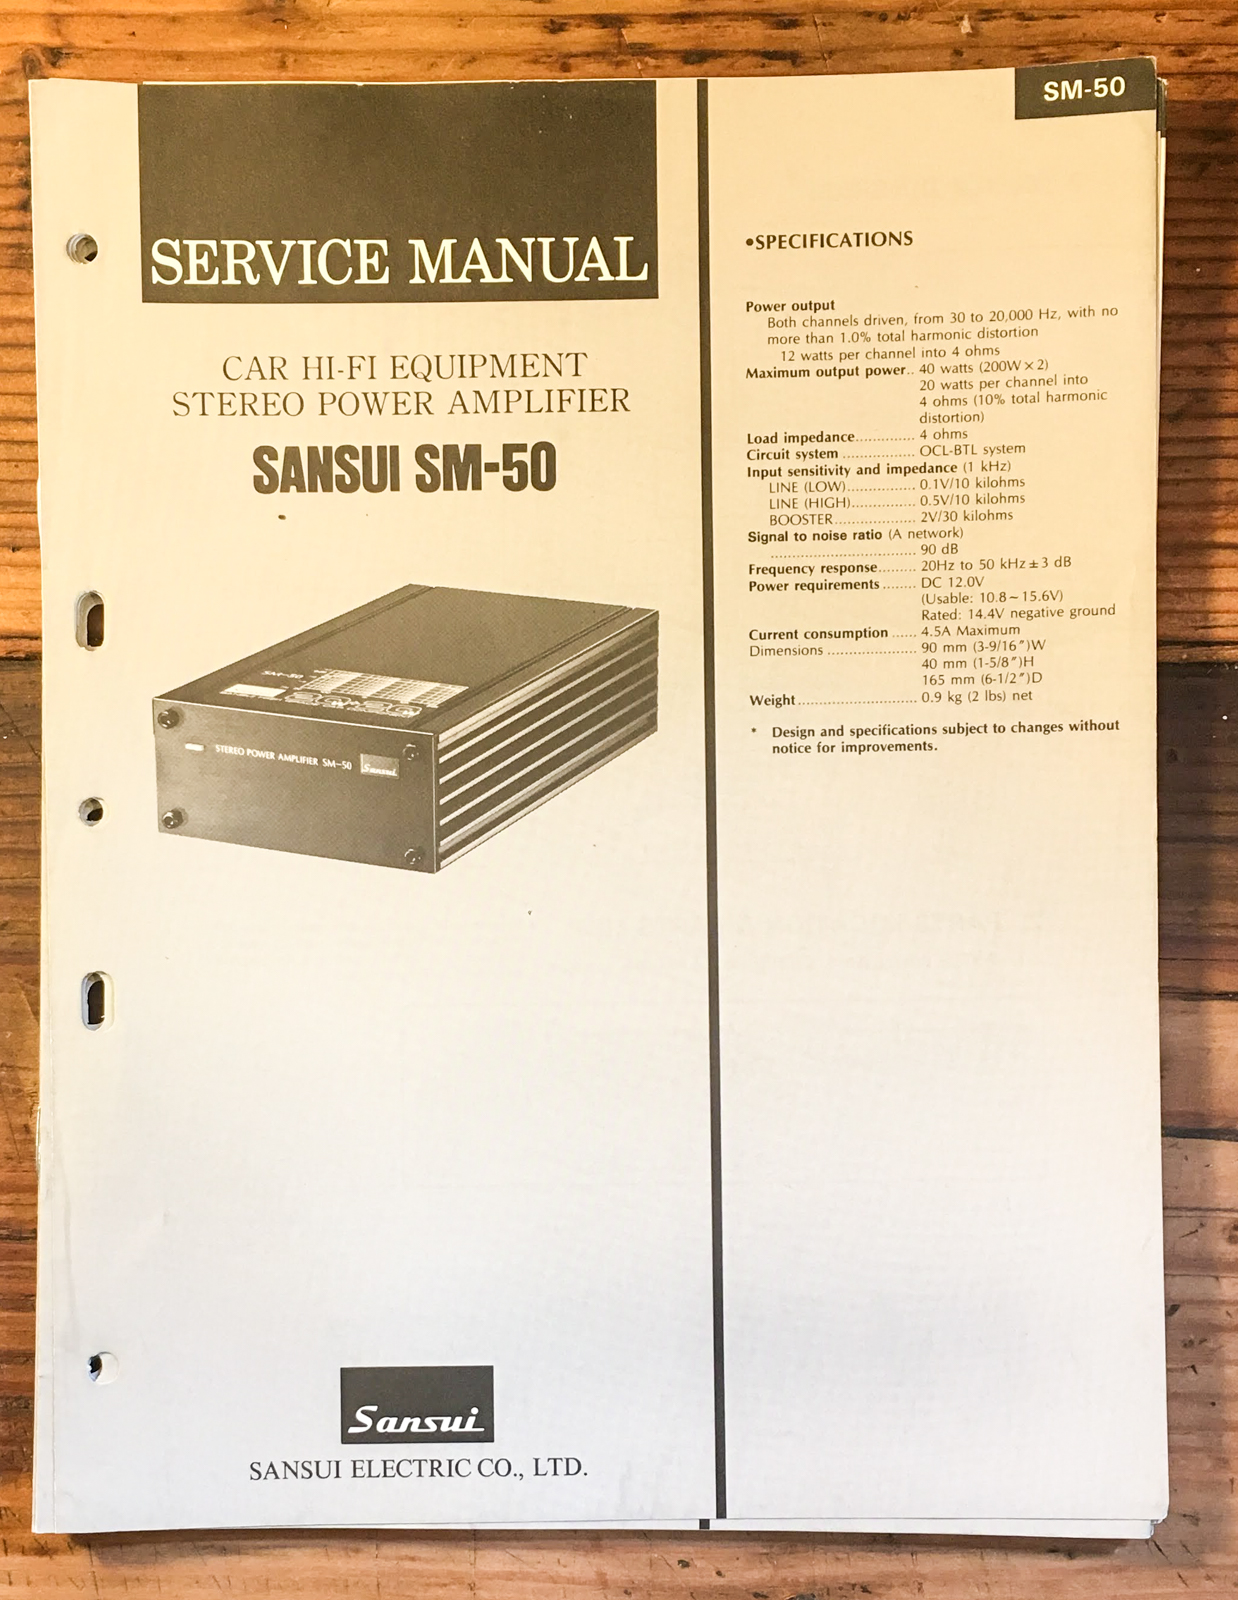 SERVICE MANUAL
CAR HI-FI EQUIPMENT
STEREO POWER AMPLIFIER
SANSUI SM-50
SM-50
STEREO POWER AMPLIFIER SM-50
Sansui
Sansui
SANSUI ELECTRIC CO., LTD.
SM-50
•SPECIFICATIONS
Power output
Both channels driven, from 30 to 20,000 Hz, with no
more than 1.0% total harmonic distortion
12 watts per channel into 4 ohms
Maximum output power.. 40 watts (200W×2)
20 watts per channel into
4 ohms (10% total harmonic
distortion)
Load impedance.............. 4 ohms
Circuit system ................. OCL-BTL system
Input sensitivity and impedance (1 kHz)
LINE (LOW)................ 0.1V/10 kilohms
LINE (HIGH)............... 0.5V/10 kilohms
BOOSTER................... 2V/30 kilohms
Signal to noise ratio (A network)
.................................. 90 dB
Frequency response......... 20Hz to 50 kHz±3 dB
Power requirements ........ DC 12.0V
(Usable: 10.8~15.6V)
Rated: 14.4V negative ground
Current consumption ...... 4.5A Maximum
Dimensions ..................... 90 mm (3-9/16″)W
40 mm (1-5/8″)H
165 mm (6-1/2″)D
Weight............................ 0.9 kg (2 lbs) net
* Design and specifications subject to changes without
notice for improvements.